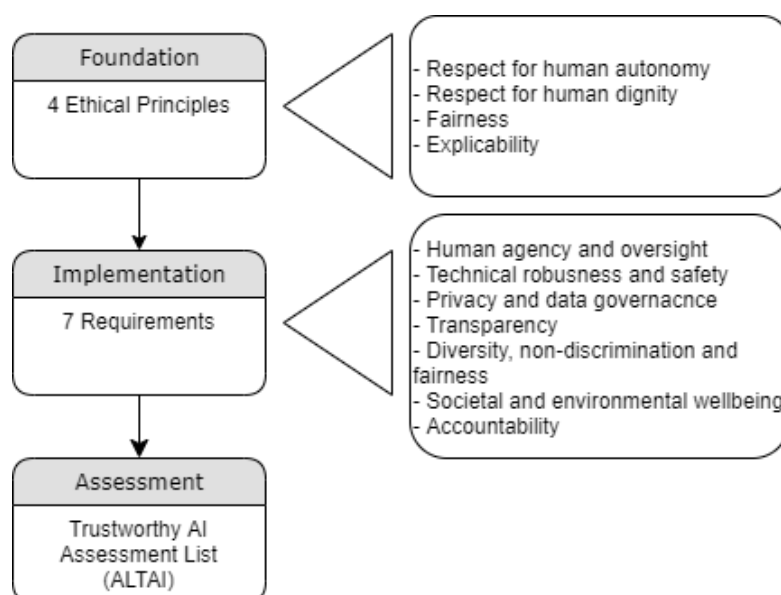 Foundation
4 Ethical Principles
- Respect for human autonomy
- Respect for human dignity
- Fairness
- Explicability
Implementation
7 Requirements
- Human agency and oversight
- Technical robusness and safety
- Privacy and data governacnce
- Transparency
- Diversity, non-discrimination and
fairness
- Societal and environmental wellbeing
- Accountability
Assessment
Trustworthy AI
Assessment List
(ALTAI)